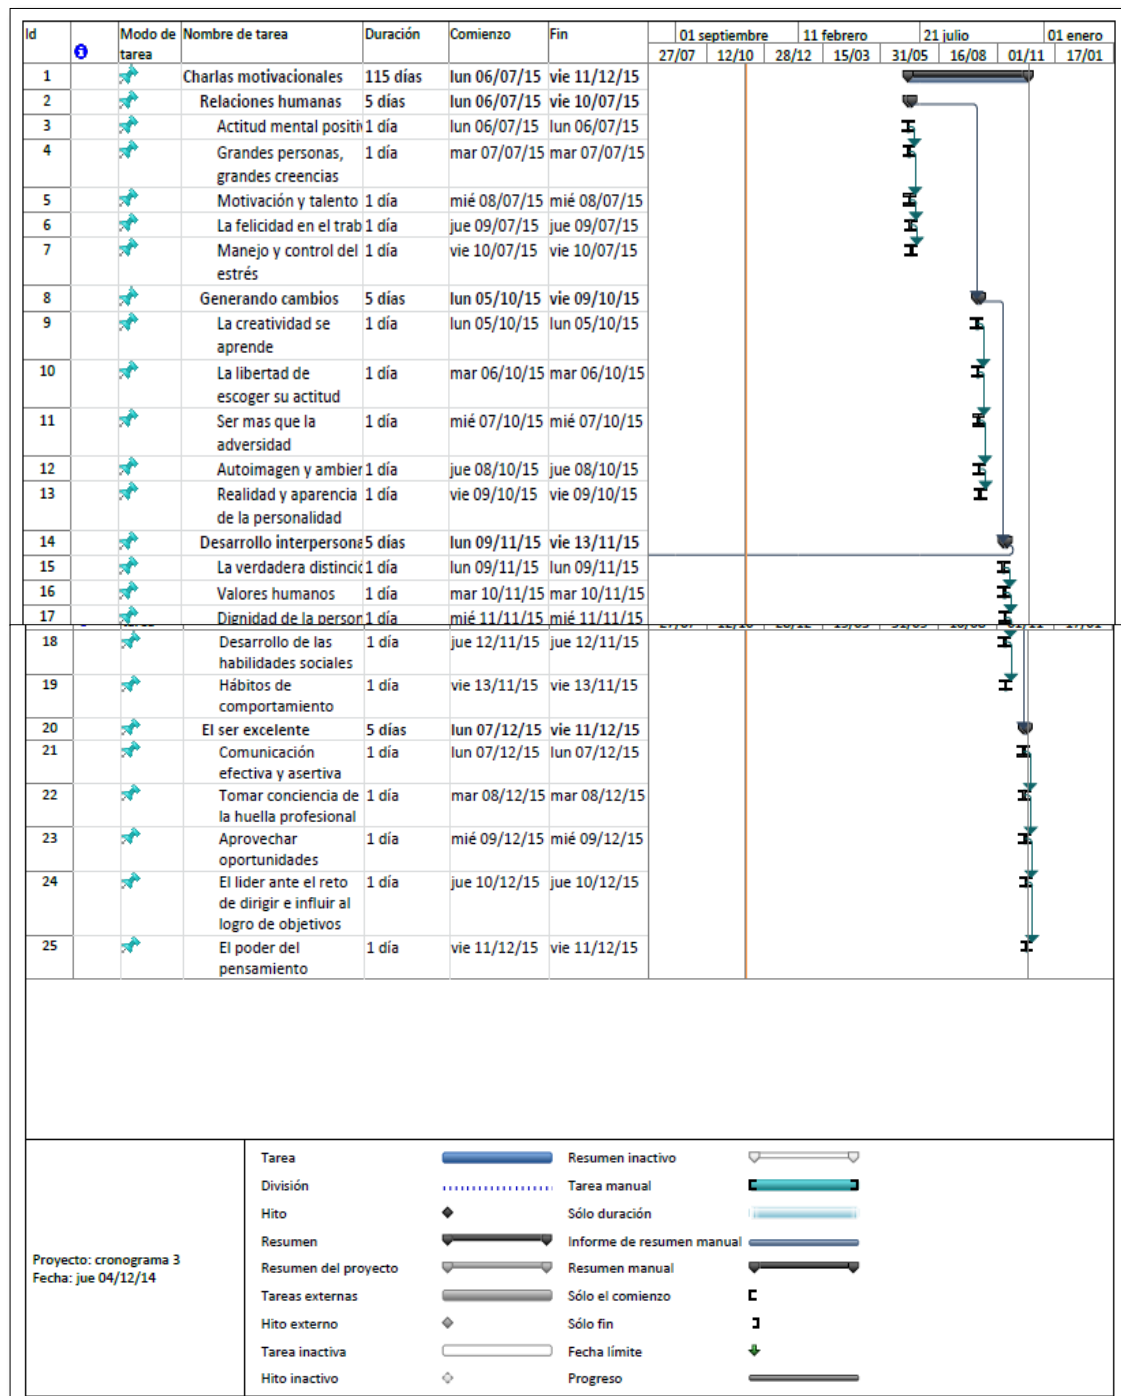 Id Modo de tarea Nombre de tarea Duración Comienzo Fin 01 septiembre 11 febrero 21 julio 01 enero
27/07 12/10 28/12 15/03 31/05 16/08 01/11 17/01
1 Charlas motivacionales 115 días lun 06/07/15 vie 11/12/15
2 Relaciones humanas 5 días lun 06/07/15 vie 10/07/15
3 Actitud mental positiv 1 día lun 06/07/15 lun 06/07/15
4 Grandes personas, 1 día mar 07/07/15 mar 07/07/15
grandes creencias
5 Motivación y talento 1 día mié 08/07/15 mié 08/07/15
6 La felicidad en el trab 1 día jue 09/07/15 jue 09/07/15
7 Manejo y control del 1 día vie 10/07/15 vie 10/07/15
estrés
8 Generando cambios 5 días lun 05/10/15 vie 09/10/15
9 La creatividad se 1 día lun 05/10/15 lun 05/10/15
aprende
10 La libertad de 1 día mar 06/10/15 mar 06/10/15
escoger su actitud
11 Ser mas que la 1 día mié 07/10/15 mié 07/10/15
adversidad
12 Autoimagen y ambier 1 día jue 08/10/15 jue 08/10/15
13 Realidad y aparencia 1 día vie 09/10/15 vie 09/10/15
de la personalidad
14 Desarrollo interpersona 5 días lun 09/11/15 vie 13/11/15
15 La verdadera distinció 1 día lun 09/11/15 lun 09/11/15
16 Valores humanos 1 día mar 10/11/15 mar 10/11/15
17 Dignidad de la person 1 día mié 11/11/15 mié 11/11/15
27/07 12/10 28/12 15/03 31/05 16/08 01/11 17/01
18 Desarrollo de las 1 día jue 12/11/15 jue 12/11/15
habilidades sociales
19 Hábitos de 1 día vie 13/11/15 vie 13/11/15
comportamiento
20 El ser excelente 5 días lun 07/12/15 vie 11/12/15
21 Comunicación 1 día lun 07/12/15 lun 07/12/15
efectiva y asertiva
22 Tomar conciencia de 1 día mar 08/12/15 mar 08/12/15
la huella profesional
23 Aprovechar 1 día mié 09/12/15 mié 09/12/15
oportunidades
24 El lider ante el reto 1 día jue 10/12/15 jue 10/12/15
de dirigir e influir al
logro de objetivos
25 El poder del 1 día vie 11/12/15 vie 11/12/15
pensamiento
Proyecto: cronograma 3
Fecha: jue 04/12/14
Tarea
División
Hito
Resumen
Resumen del proyecto
Tareas externas
Hito externo
Tarea inactiva
Hito inactivo
Resumen inactivo
Tarea manual
Sólo duración
Informe de resumen manual
Resumen manual
Sólo el comienzo
Sólo fin
Fecha límite
Progreso